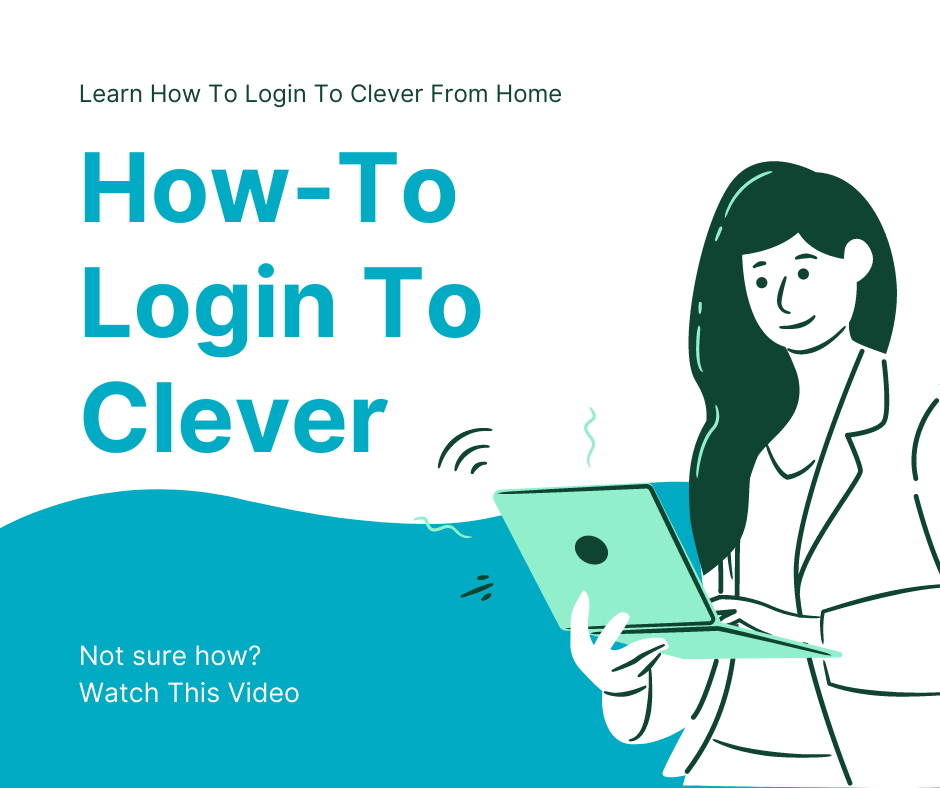 Learn How To Login To Clever From Home
How-To
Login To
Clever
Not sure how?
Watch This Video